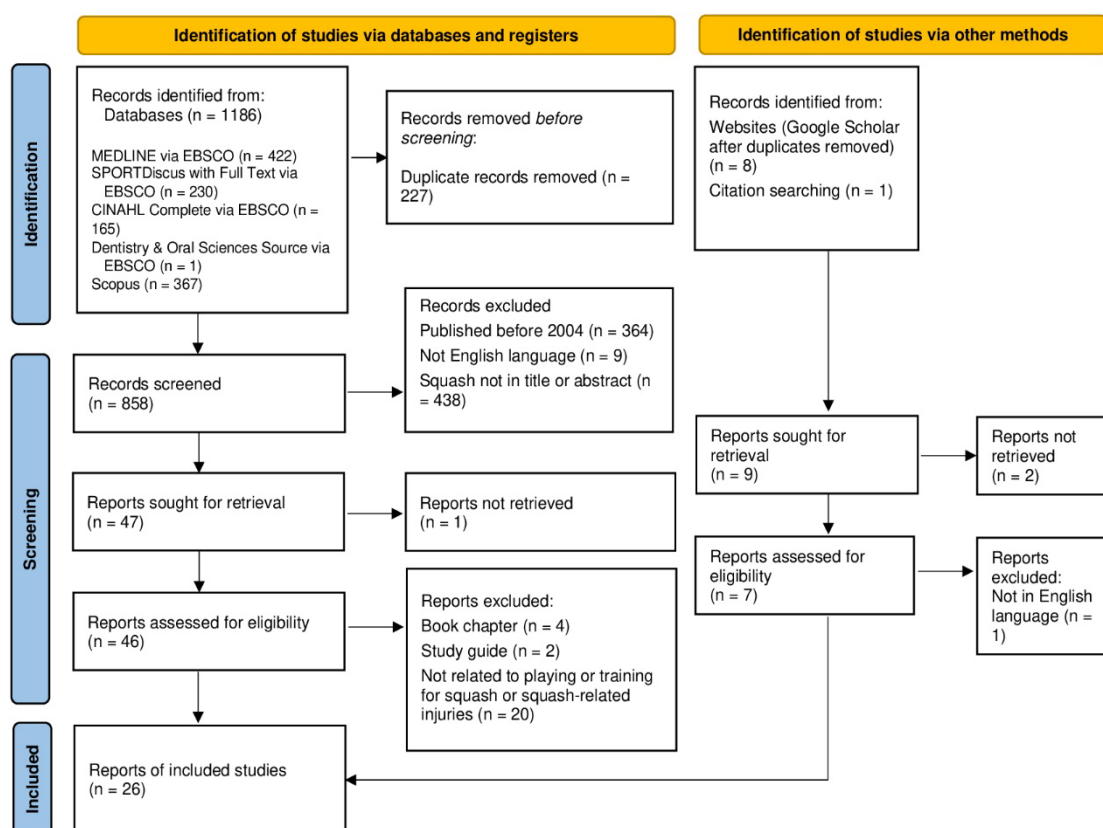 Identification of studies via databases and registers
Identification of studies via other methods
Identification
Records identified from:
Databases (n = 1186)
MEDLINE via EBSCO (n = 422)
SPORTDiscus with Full Text via
EBSCO (n = 230)
CINAHL Complete via EBSCO (n =
165)
Dentistry & Oral Sciences Source via
EBSCO (n = 1)
Scopus (n = 367)
Records removed before
screening:
Duplicate records removed (n =
227)
Records identified from:
Websites (Google Scholar
after duplicates removed)
(n = 8)
Citation searching (n = 1)
Screening
Records screened
(n = 858)
Records excluded
Published before 2004 (n = 364)
Not English language (n = 9)
Squash not in title or abstract (n
= 438)
Reports sought for retrieval
(n = 47)
Reports not retrieved
(n = 1)
Reports sought for
retrieval
(n = 9)
Reports not
retrieved
(n = 2)
Reports assessed for eligibility
(n = 46)
Reports excluded:
Book chapter (n = 4)
Study guide (n = 2)
Not related to playing or training
for squash or squash-related
injuries (n = 20)
Reports assessed for
eligibility
(n = 7)
Reports
excluded:
Not in English
language (n =
1)
Included
Reports of included studies
(n = 26)